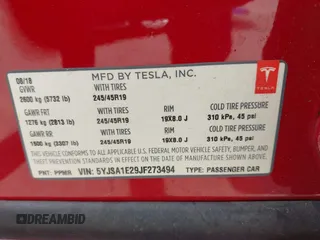 MFD BY TESLA, INC.
08/18
GVWR WITH TIRES
2600 kg (5732 lb) 245/45R19
TESLA
GAWR FRT WITH TIRES RIM COLD TIRE PRESSURE
1276 kg (2813 lb) 245/45R19 19X8.0 J 310 kPa, 45 psi
GAWR RR WITH TIRES RIM COLD TIRE PRESSURE
1500 kg (3307 lb) 245/45R19 19X8.0 J 310 kPa, 45 psi
THIS VEHICLE CONFORMS TO ALL APPLICABLE FEDERAL
MOTOR VEHICLE SAFETY, BUMPER, AND
THEFT PREVENTION STANDARDS IN EFFECT ON THE DATE OF MANUFACTURE SHOWN ABOVE.
PNT: PPMR VIN: 5YJSA1E29JF273494 TYPE: PASSENGER CAR
DREAMBID